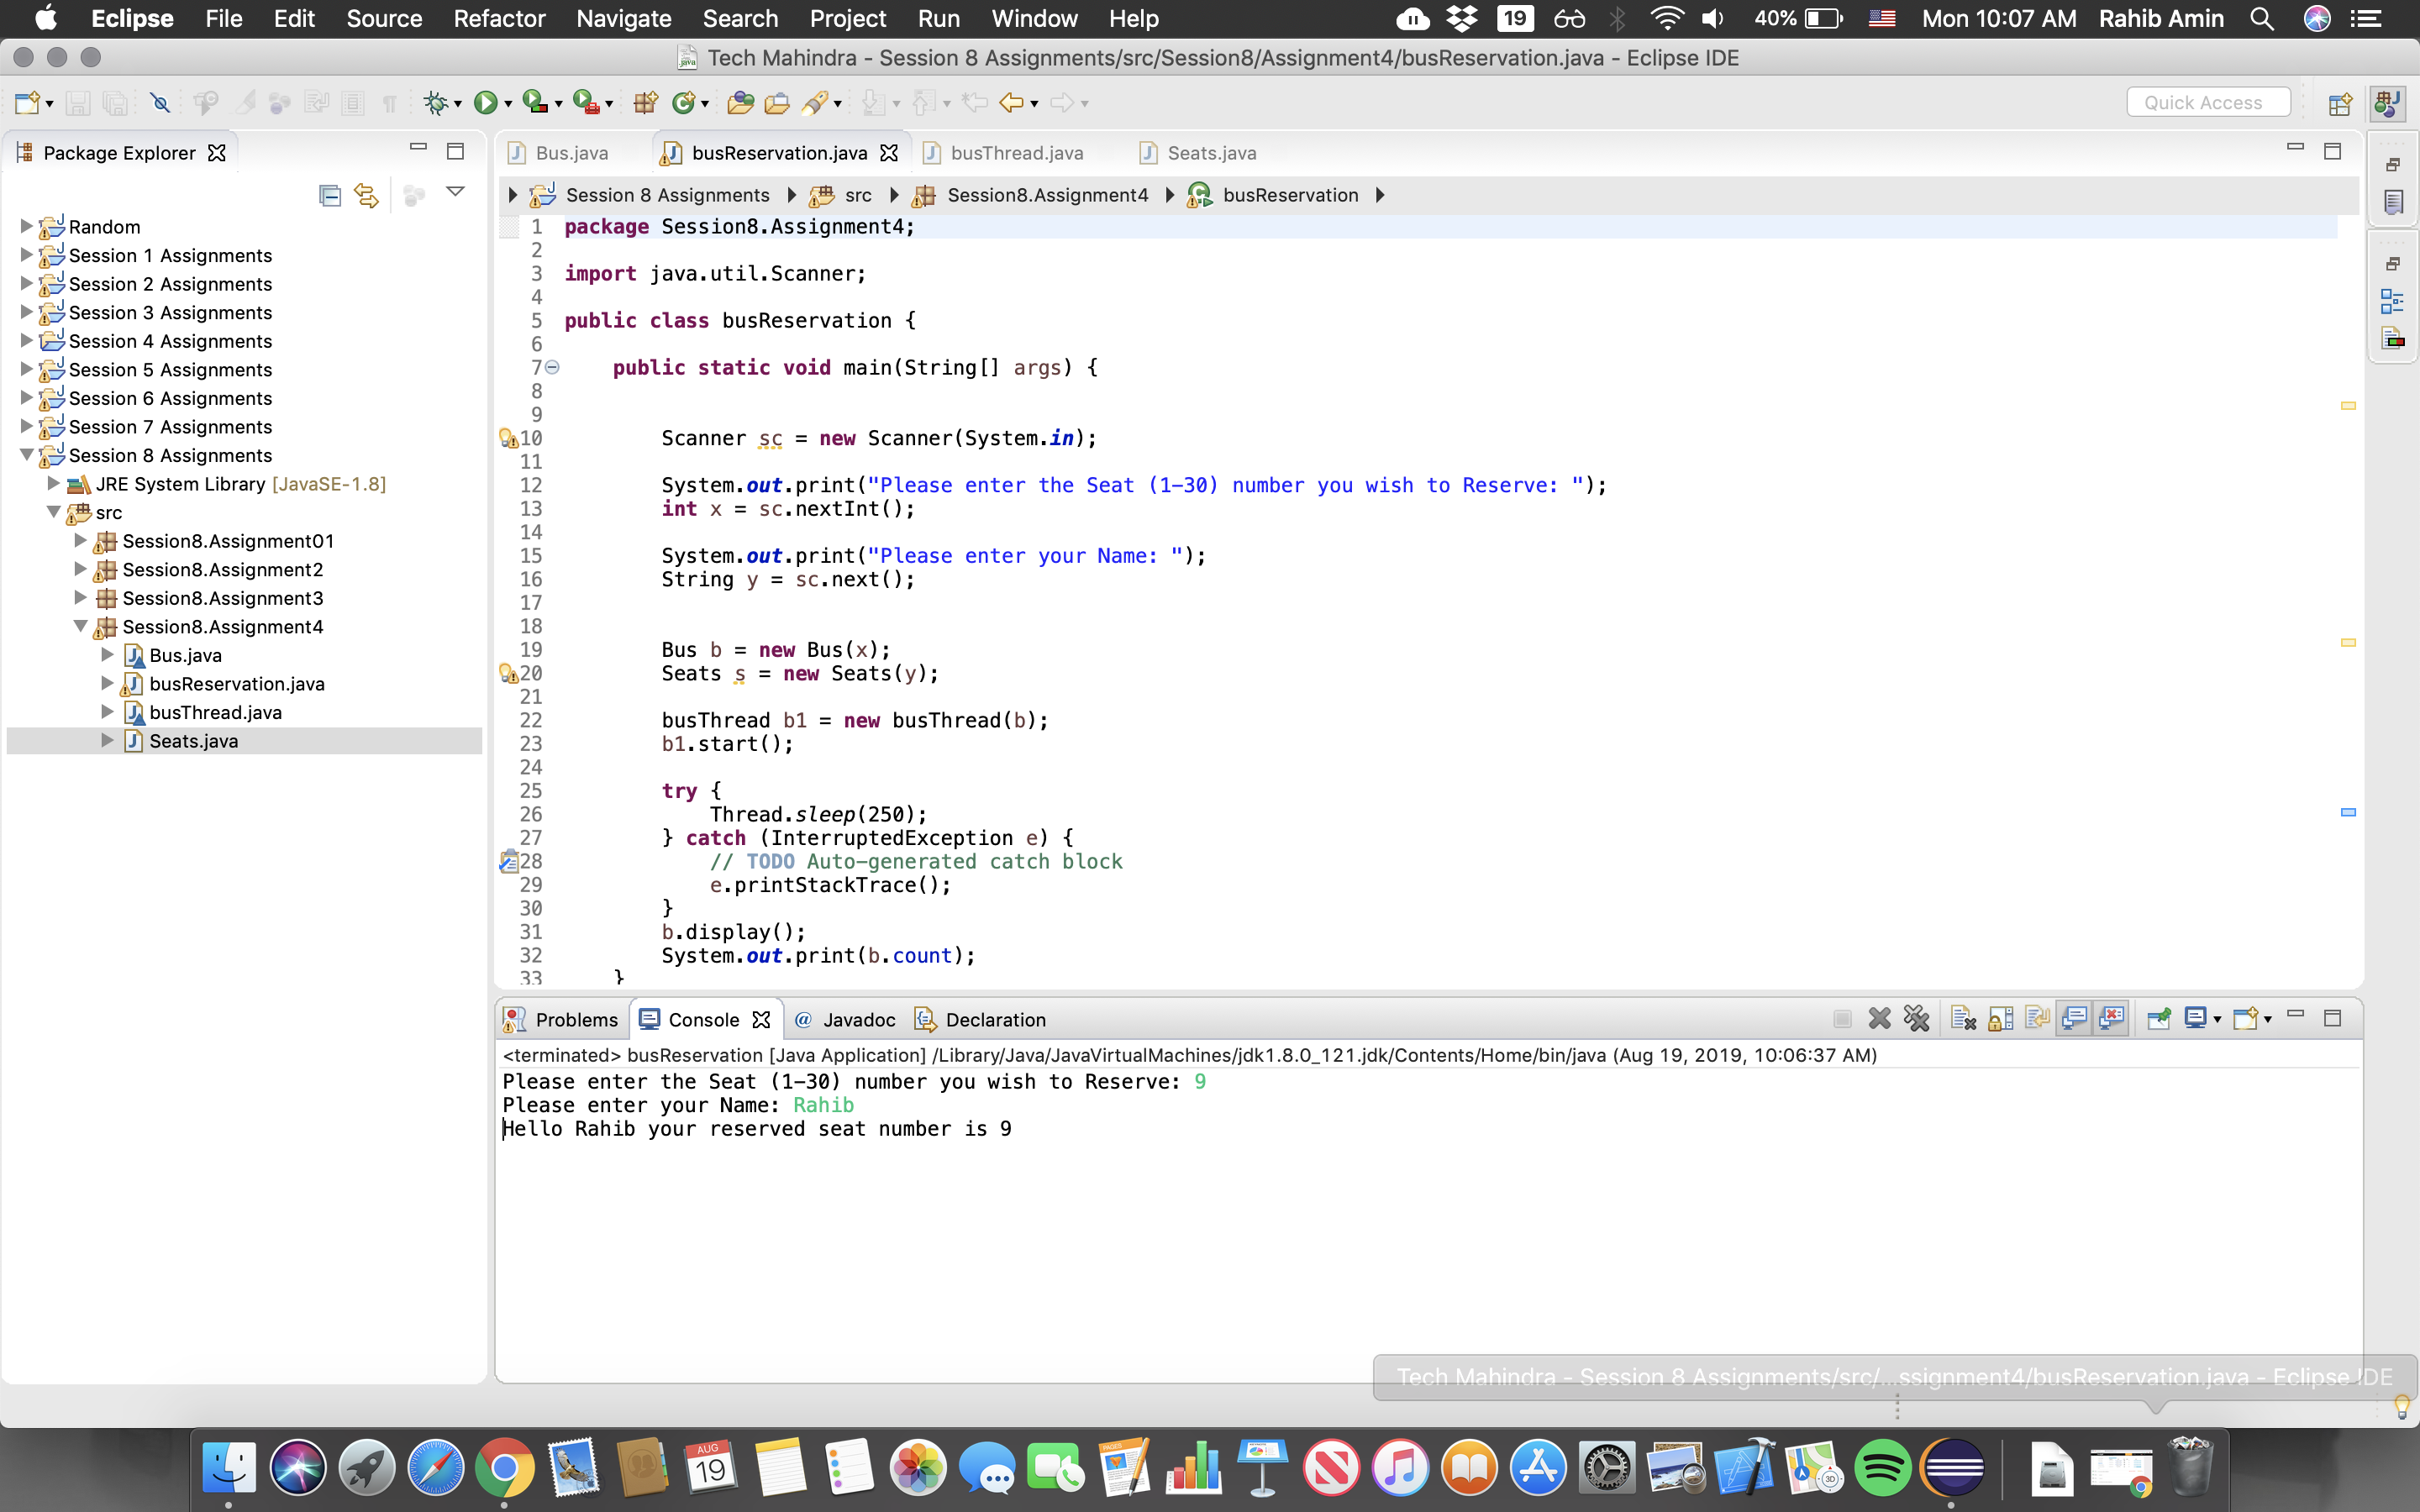 Eclipse File Edit Source Refactor Navigate Search Project Run Window Help 19 40% Mon 10:07 AM Rahib Amin
Tech Mahindra - Session 8 Assignments/src/Session8/Assignment4/busReservation.java - Eclipse IDE
Quick Access
Package Explorer
Random
Session 1 Assignments
Session 2 Assignments
Session 3 Assignments
Session 4 Assignments
Session 5 Assignments
Session 6 Assignments
Session 7 Assignments
Session 8 Assignments
JRE System Library [JavaSE-1.8]
src
Session8.Assignment01
Session8.Assignment2
Session8.Assignment3
Session8.Assignment4
Bus.java
busReservation.java
busThread.java
Seats.java
Bus.java busReservation.java busThread.java Seats.java
Session 8 Assignments src Session8.Assignment4 busReservation
1 package Session8.Assignment4;
2
3 import java.util.Scanner;
4
5 public class busReservation {
6
7 public static void main(String[] args) {
8
9
10 Scanner sc = new Scanner(System.in);
11
12 System.out.print("Please enter the Seat (1-30) number you wish to Reserve: ");
13 int x = sc.nextInt();
14
15 System.out.print("Please enter your Name: ");
16 String y = sc.next();
17
18
19 Bus b = new Bus(x);
20 Seats s = new Seats(y);
21
22 busThread b1 = new busThread(b);
23 b1.start();
24
25 try {
26 Thread.sleep(250);
27 } catch (InterruptedException e) {
28 // TODO Auto-generated catch block
29 e.printStackTrace();
30 }
31 b.display();
32 System.out.print(b.count);
33 }
Problems Console Javadoc Declaration
<terminated> busReservation [Java Application] /Library/Java/JavaVirtualMachines/jdk1.8.0_121.jdk/Contents/Home/bin/java (Aug 19, 2019, 10:06:37 AM)
Please enter the Seat (1-30) number you wish to Reserve: 9
Please enter your Name: Rahib
Hello Rahib your reserved seat number is 9
Tech Mahindra - Session 8 Assignments/src/...ssignment4/busReservation.java - Eclipse IDE
AUG
19
PAGES
3D